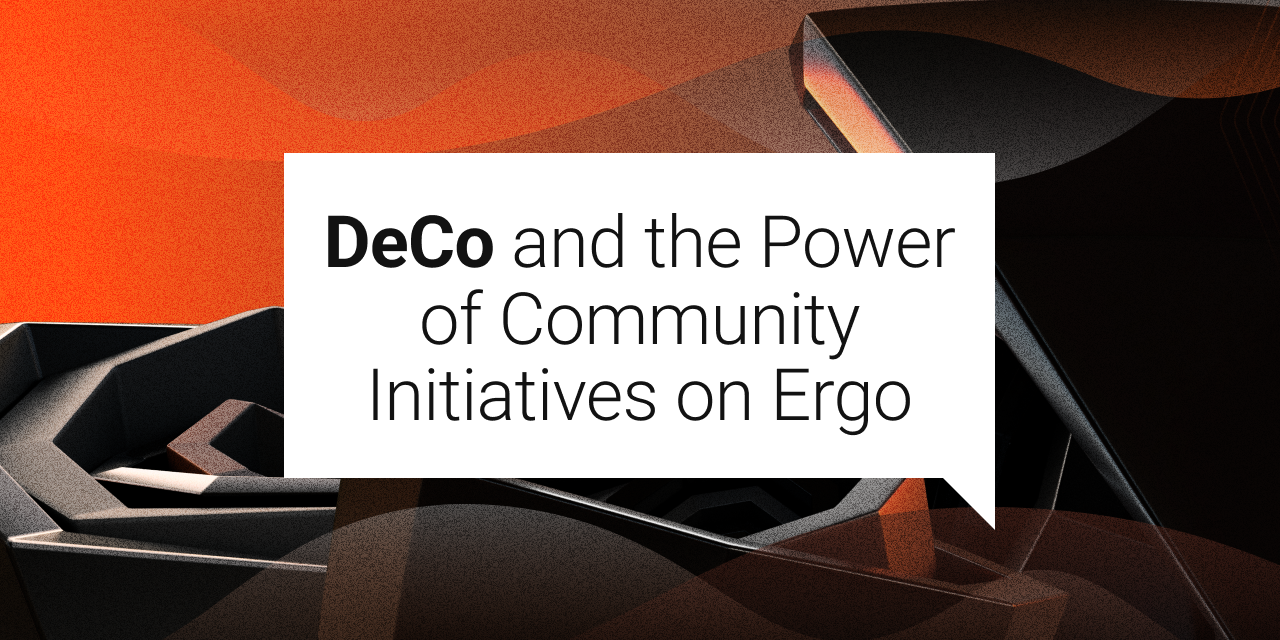 DeCo and the Power
of Community
Initiatives on Ergo